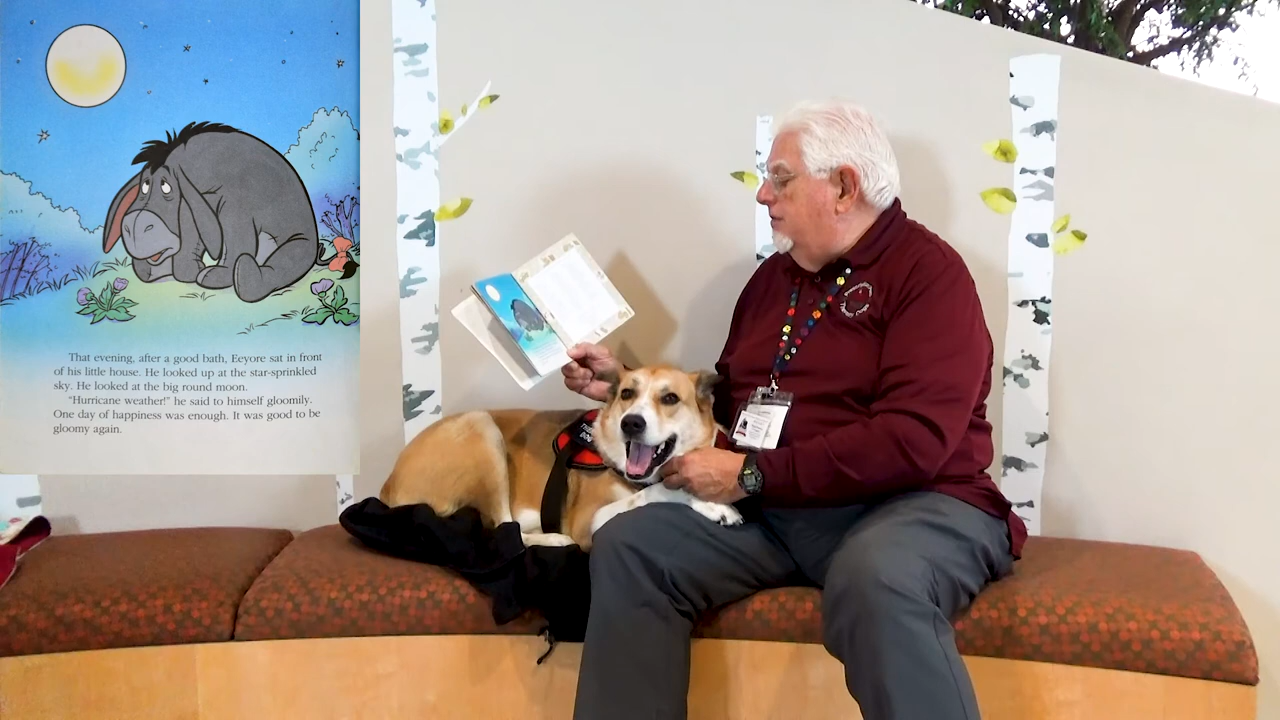 That evening, after a good bath, Eeyore sat in front
of his little house. He looked up at the star-sprinkled
sky. He looked at the big round moon.
"Hurricane weather!" he said to himself gloomily.
One day of happiness was enough. It was good to be
gloomy again.